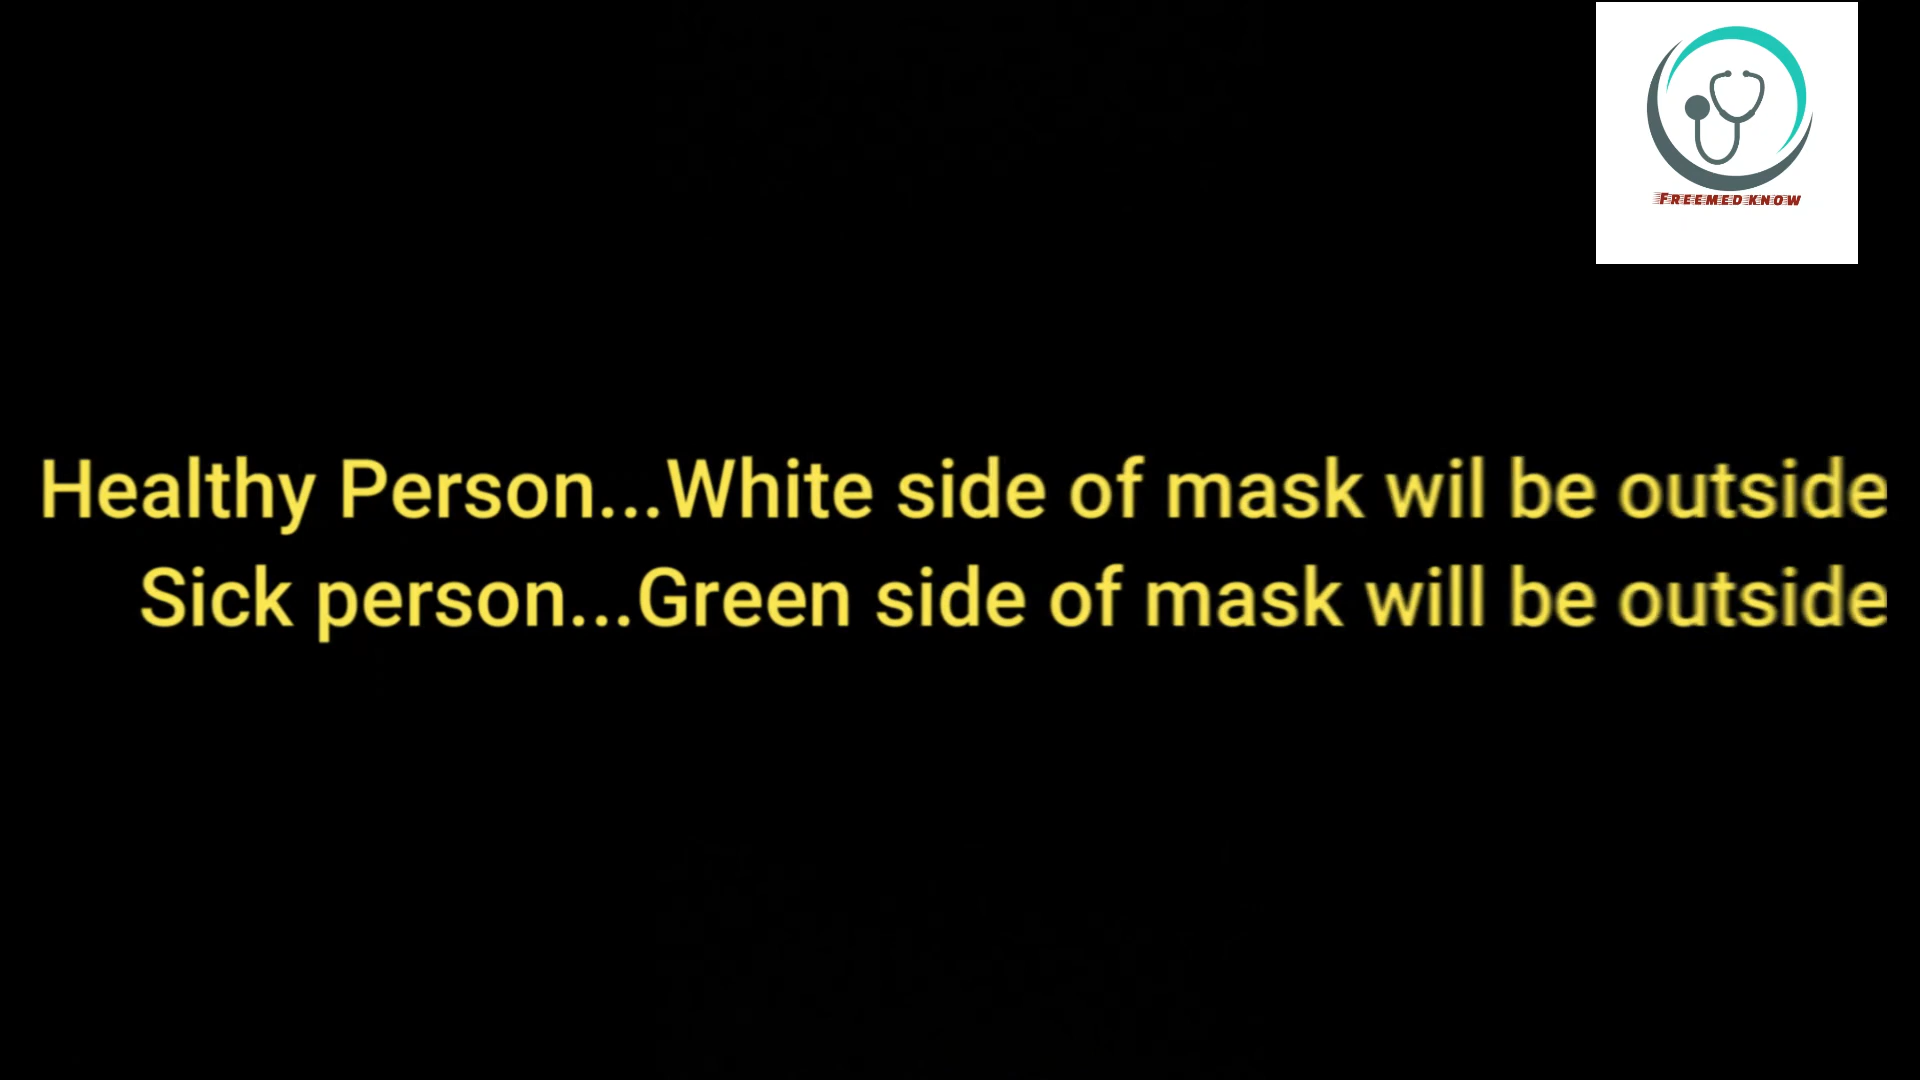 FREEMED KNOW
Healthy Person...White side of mask wil be outside
Sick person...Green side of mask will be outside